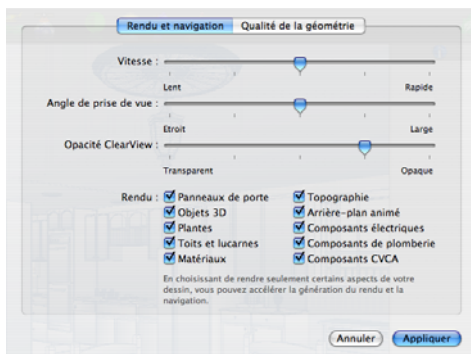 Rendu et navigation Qualité de la géométrie
Vitesse :
Lent Rapide
Angle de prise de vue :
Etroit Large
Opacité ClearView :
Transparent Opaque
Rendu : Panneaux de porte Topographie
Objets 3D Arrière-plan animé
Plantes Composants électriques
Toits et lucarnes Composants de plomberie
Matériaux Composants CVCA
En choisissant de rendre seulement certains aspects de votre
dessin, vous pouvez accélérer la génération du rendu et la
navigation.
Annuler Appliquer